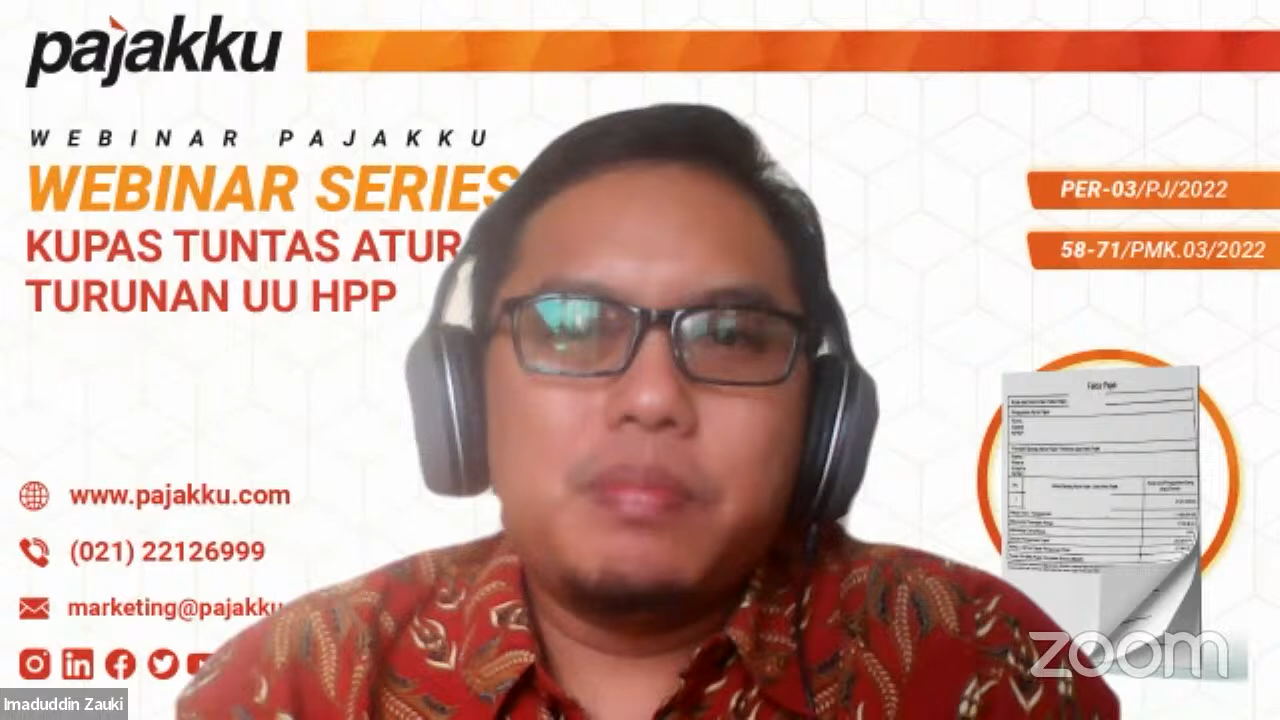 pajakku
WEBINAR PAJAKKU
WEBINAR SERIES
KUPAS TUNTAS ATUR
TURUNAN UU HPP
PER-03/PJ/2022
58-71/PMK.03/2022
www.pajakku.com
(021) 22126999
marketing@pajakku
Faktur Pajak
zoom
Imaduddin Zauki